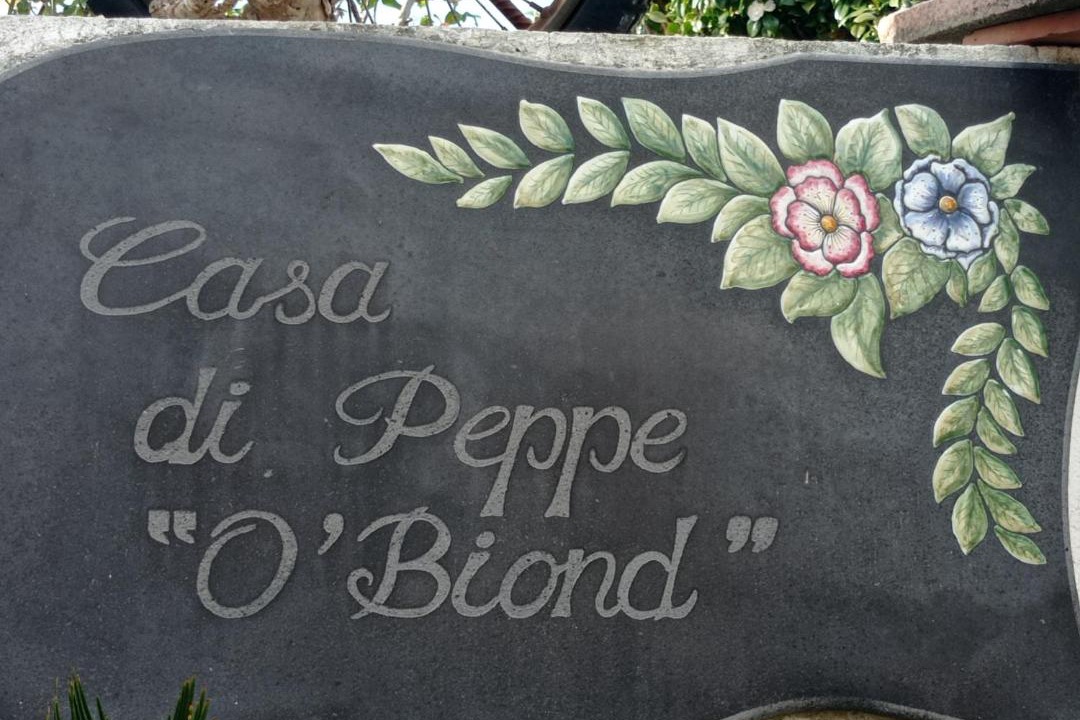 Casa
di Peppe
"O'Biond"